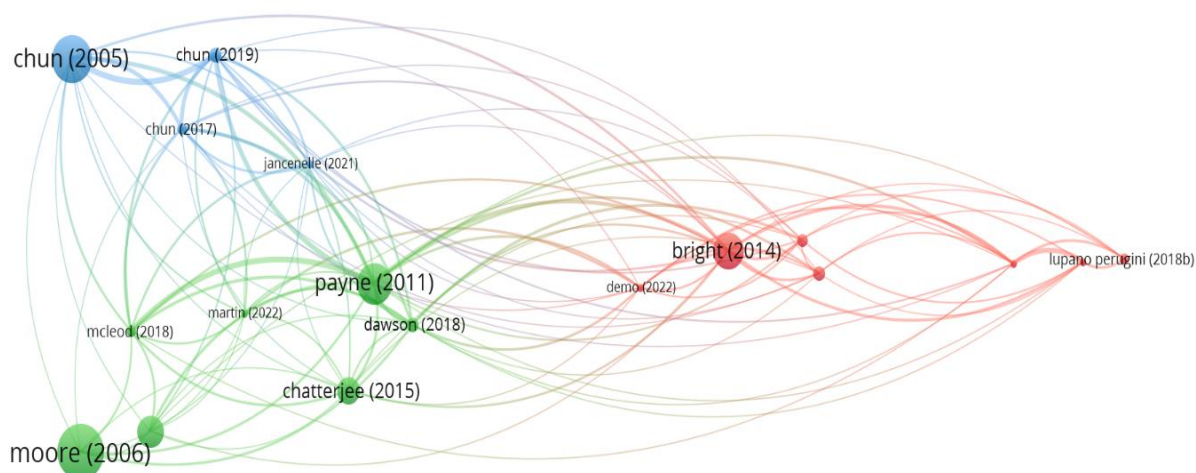 chun (2005)
chun (2019)
chun (2017)
jancenelle (2021)
bright (2014)
lupano perugini (2018b)
payne (2011)
demo (2022)
martin (2022)
dawson (2018)
mcleod (2018)
chatterjee (2015)
moore (2006)